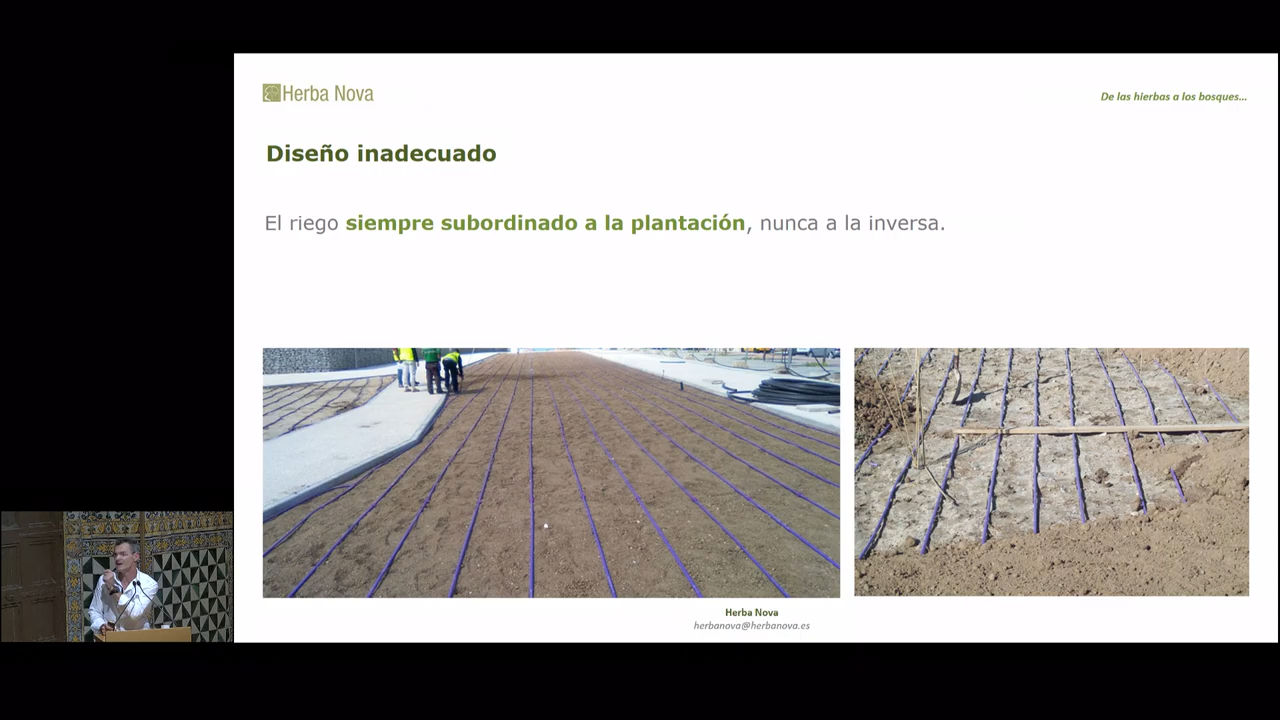 Herba Nova
De las hierbas a los bosques...
Diseño inadecuado
El riego siempre subordinado a la plantación, nunca a la inversa.
Herba Nova
herbanova@herbanova.es